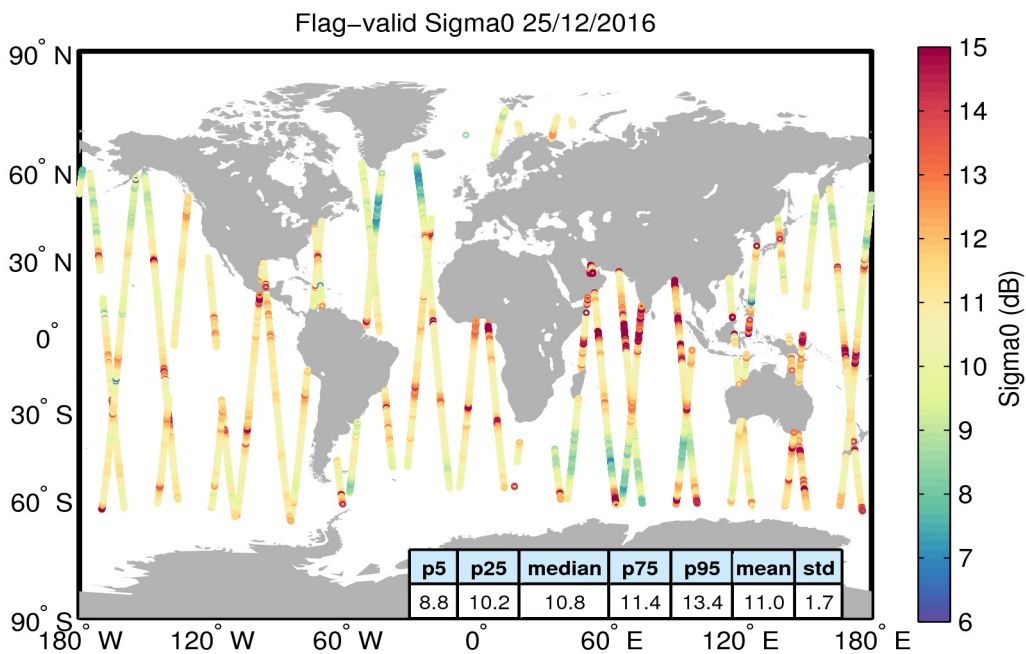 Flag−valid Sigma0 25/12/2016
90° N
60° N
30° N
0°
30° S
60° S
90° S
180° W
120° W
60° W
0°
60° E
120° E
180° E
p5 p25 median p75 p95 mean std
8.8 10.2 10.8 11.4 13.4 11.0 1.7
15
14
13
12
11
10
9
8
7
6
Sigma0 (dB)